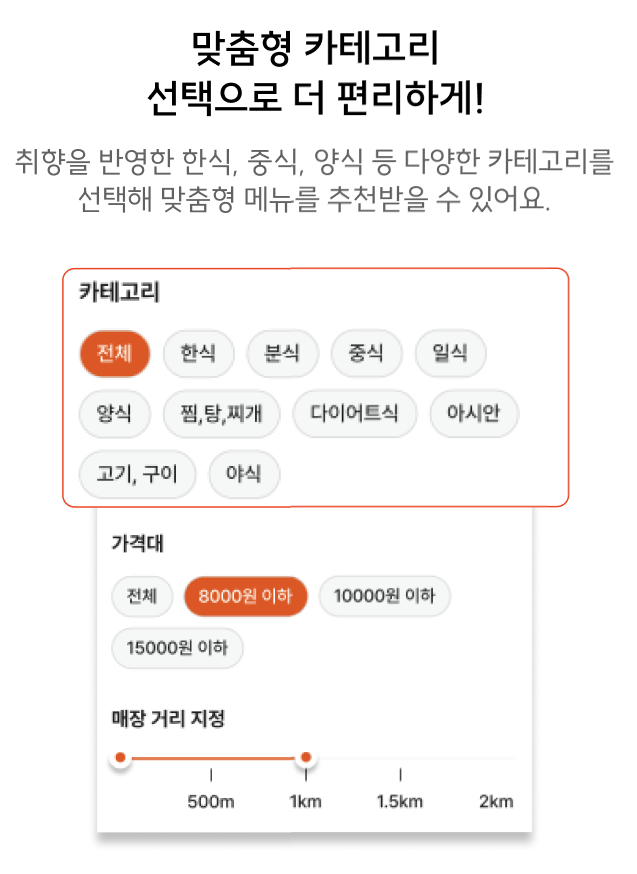 맞춤형 카테고리
선택으로 더 편리하게!
취향을 반영한 한식, 중식, 양식 등 다양한 카테고리를
선택해 맞춤형 메뉴를 추천받을 수 있어요.
카테고리
전체 한식 분식 중식 일식
양식 찜,탕,찌개 다이어트식 아시안
고기, 구이 야식
가격대
전체 8000원 이하 10000원 이하
15000원 이하
매장 거리 지정
500m 1km 1.5km 2km